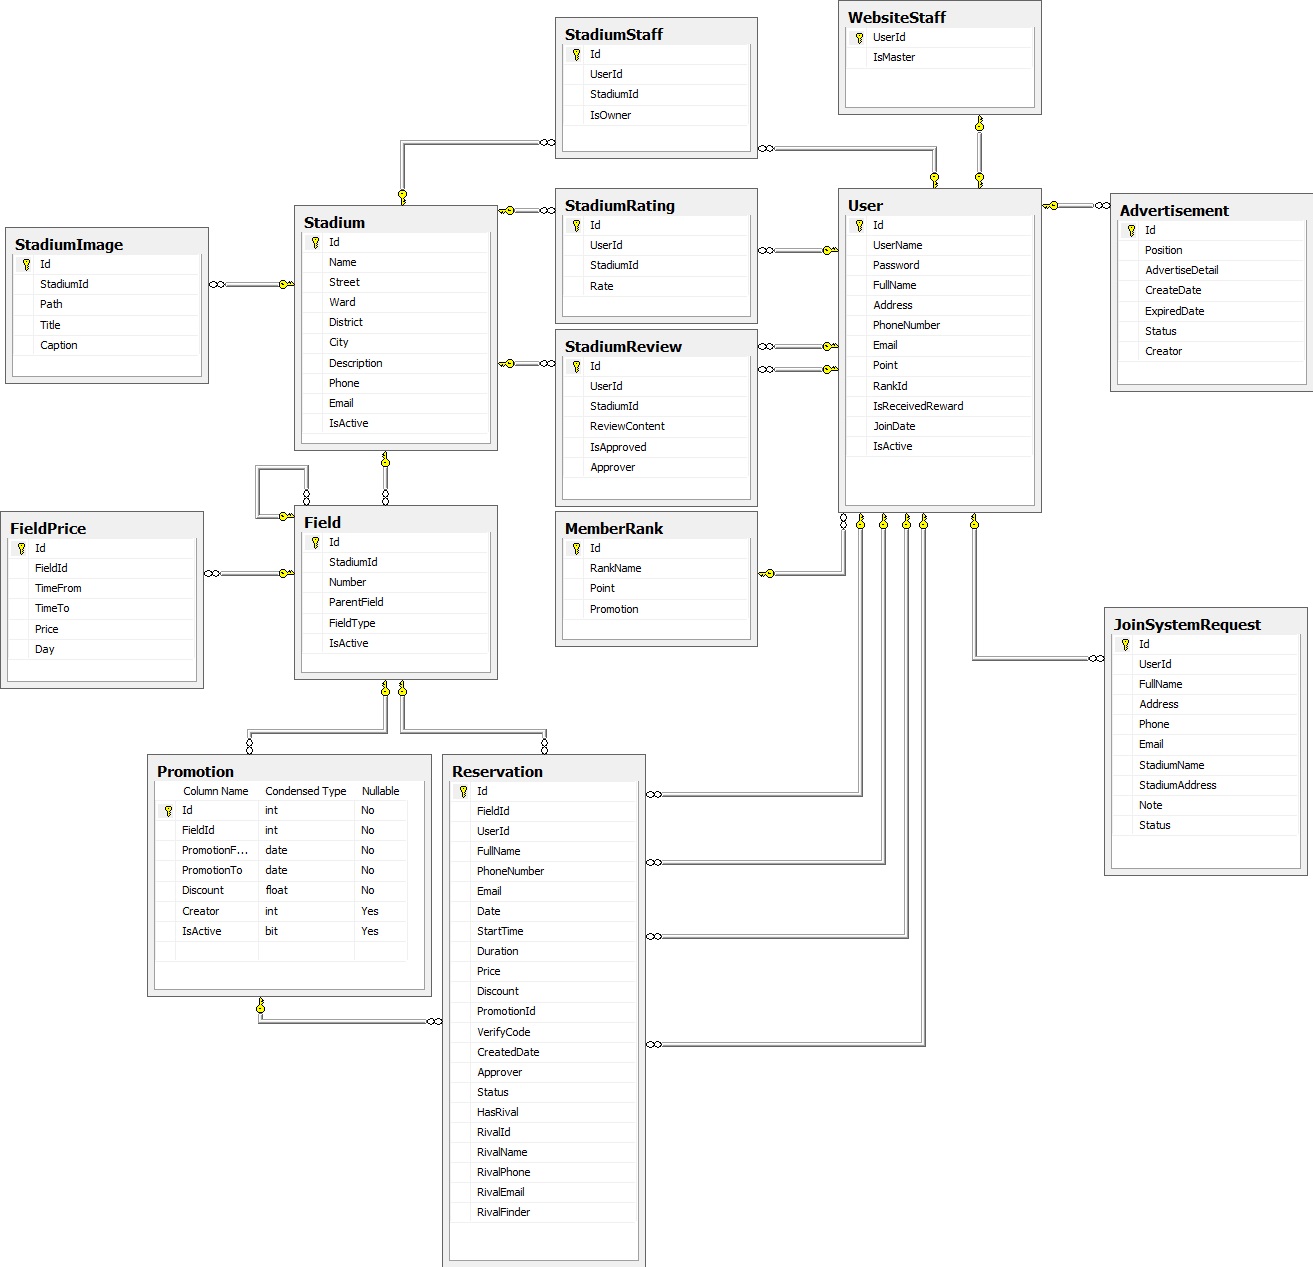 WebsiteStaff
UserId
IsMaster
StadiumStaff
Id
UserId
StadiumId
IsOwner
StadiumImage
Id
StadiumId
Path
Title
Caption
Stadium
Id
Name
Street
Ward
District
City
Description
Phone
Email
IsActive
StadiumRating
Id
UserId
StadiumId
Rate
StadiumReview
Id
UserId
StadiumId
ReviewContent
IsApproved
Approver
User
Id
UserName
Password
FullName
Address
PhoneNumber
Email
Point
RankId
IsReceivedReward
JoinDate
IsActive
Advertisement
Id
Position
AdvertiseDetail
CreateDate
ExpiredDate
Status
Creator
FieldPrice
Id
FieldId
TimeFrom
TimeTo
Price
Day
Field
Id
StadiumId
Number
ParentField
FieldType
IsActive
MemberRank
Id
RankName
Point
Promotion
JoinSystemRequest
Id
UserId
FullName
Address
Phone
Email
StadiumName
StadiumAddress
Note
Status
Promotion
Column Name Condensed Type Nullable
Id int No
FieldId int No
PromotionF... date No
PromotionTo date No
Discount float No
Creator int Yes
IsActive bit Yes
Reservation
Id
FieldId
UserId
FullName
PhoneNumber
Email
Date
StartTime
Duration
Price
Discount
PromotionId
VerifyCode
CreatedDate
Approver
Status
HasRival
RivalId
RivalName
RivalPhone
RivalEmail
RivalFinder